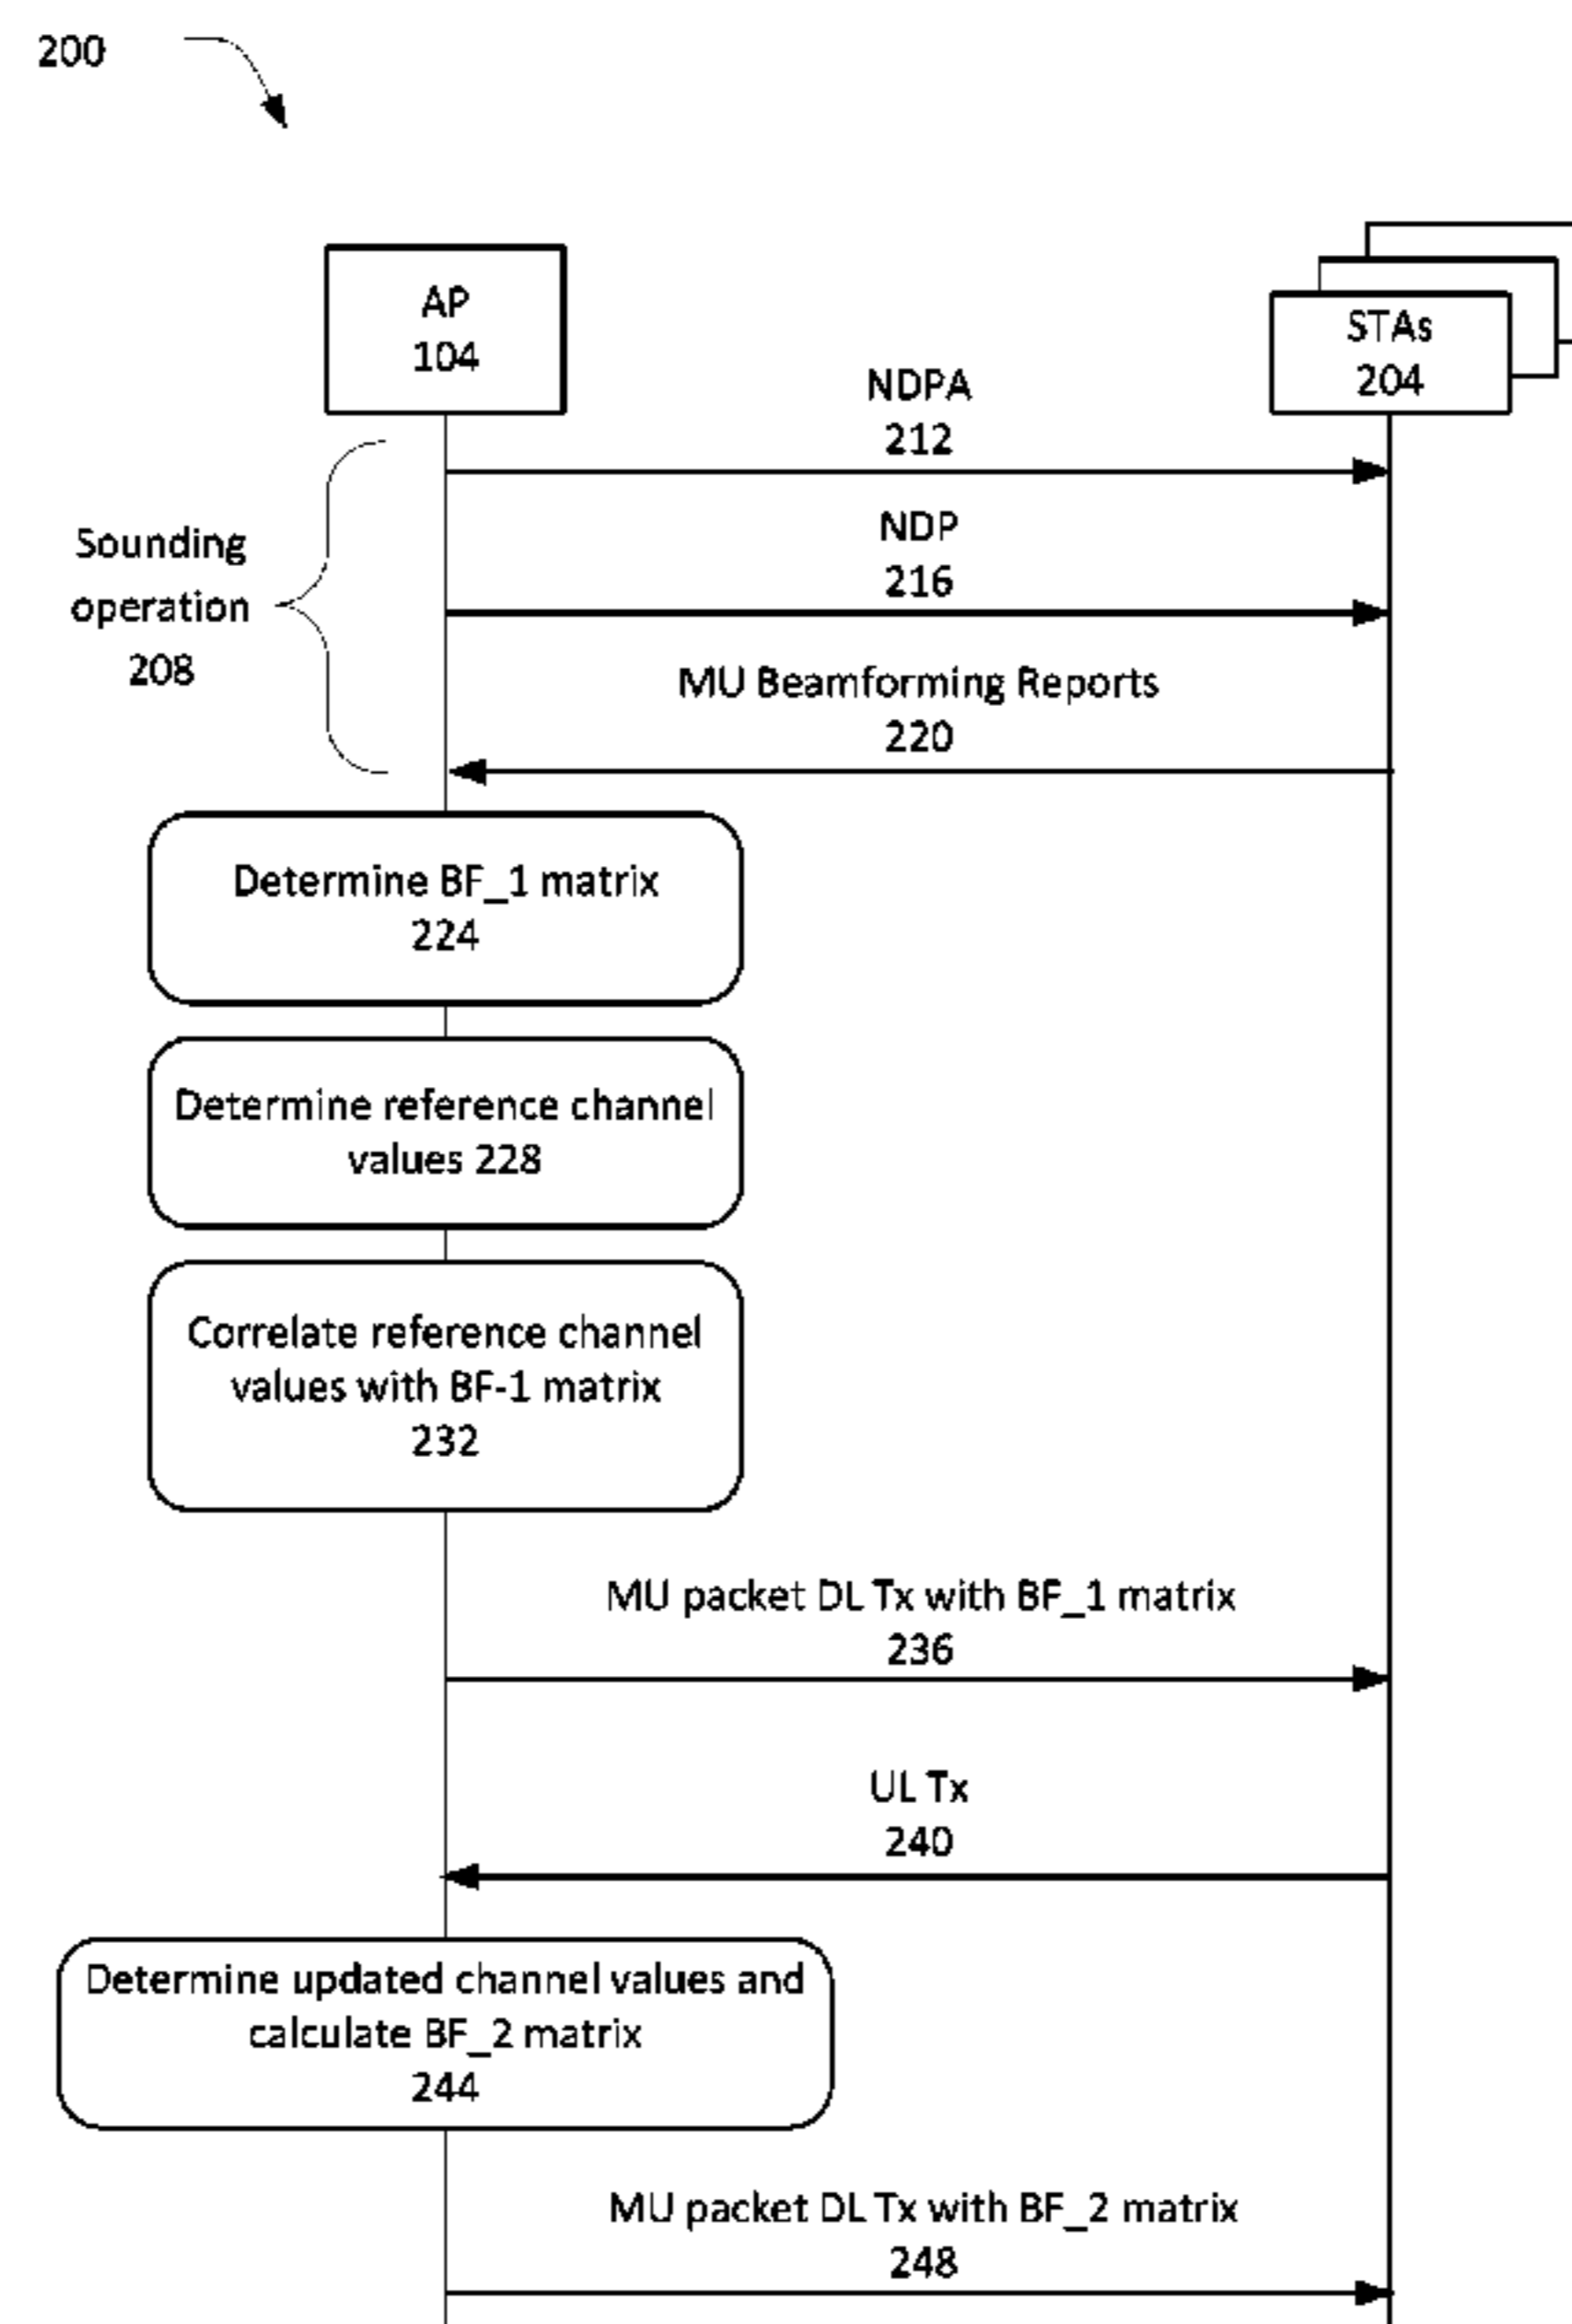 200
AP
104
STAs
204
NDPA
212
NDP
216
Sounding
operation
208
MU Beamforming Reports
220
Determine BF_1 matrix
224
Determine reference channel
values 228
Correlate reference channel
values with BF-1 matrix
232
MU packet DL Tx with BF_1 matrix
236
UL Tx
240
Determine updated channel values and
calculate BF_2 matrix
244
MU packet DL Tx with BF_2 matrix
248